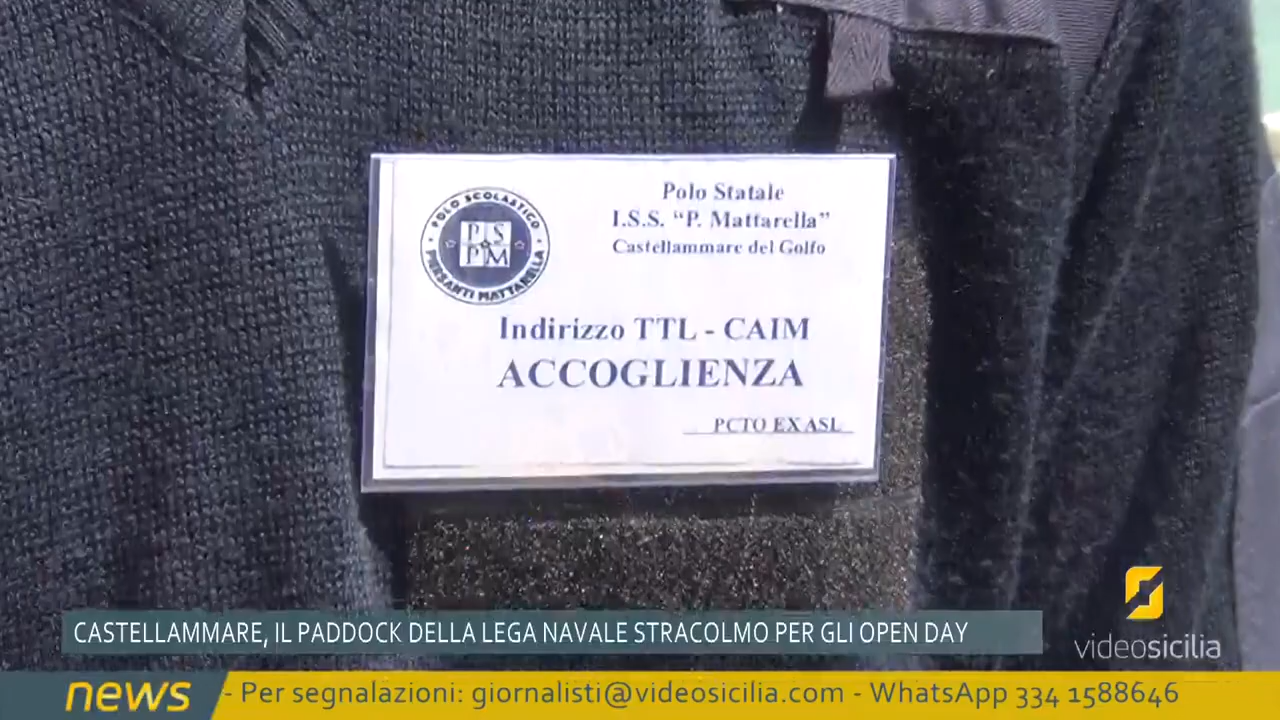 POLO SCOLASTICO
PS
PM
PIERSANTI MATTARELLA
Polo Statale
I.S.S. “P. Mattarella”
Castellammare del Golfo
Indirizzo TTL - CAIM
ACCOGLIENZA
PCTO EX ASL
CASTELLAMMARE, IL PADDOCK DELLA LEGA NAVALE STRACOLMO PER GLI OPEN DAY
videosicilia
news - Per segnalazioni: giornalisti@videosicilia.com - WhatsApp 334 1588646